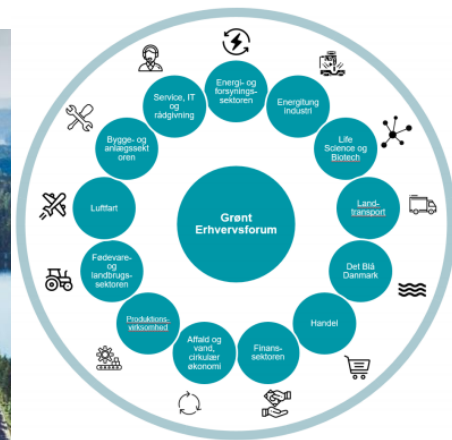 Energi- og
forsynings-
sektoren
Energitung
industri
Life
Science og
Biotech
Land-
transport
Det Blå
Danmark
Handel
Finans-
sektoren
Affald og
vand,
cirkulær
økonomi
Produktions-
virksomhed
Fødevare-
og
landbrugs-
sektoren
Luftfart
Bygge- og
anlægssekt
oren
Service, IT
og
rådgivning
Grønt
Erhvervsforum